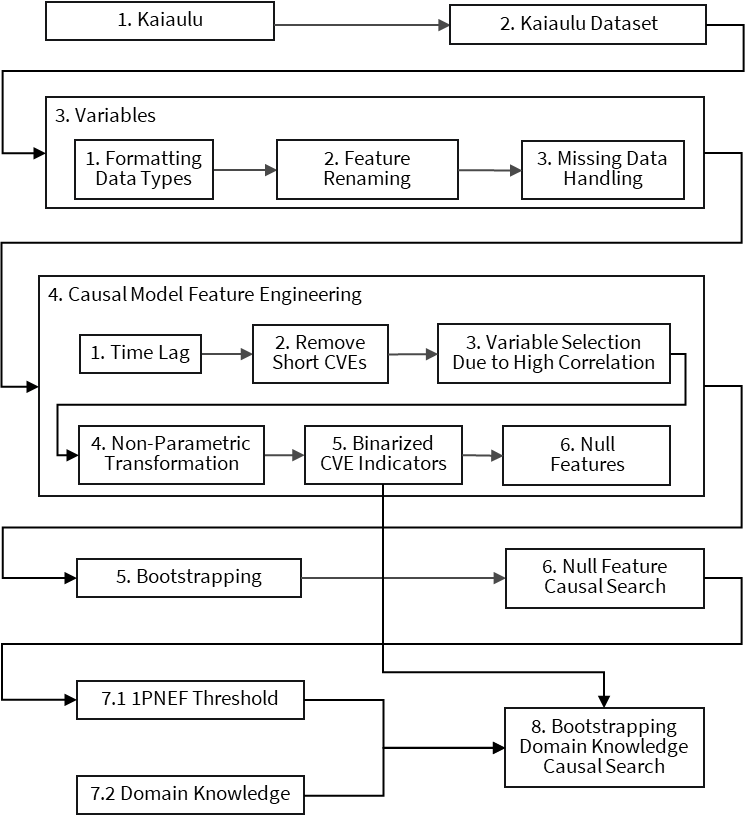 1. Kaiaulu
2. Kaiaulu Dataset
3. Variables
1. Formatting
Data Types
2. Feature
Renaming
3. Missing Data
Handling
4. Causal Model Feature Engineering
1. Time Lag
2. Remove
Short CVEs
3. Variable Selection
Due to High Correlation
4. Non-Parametric
Transformation
5. Binarized
CVE Indicators
6. Null
Features
5. Bootstrapping
6. Null Feature
Causal Search
7.1 1PNEF Threshold
8. Bootstrapping
Domain Knowledge
Causal Search
7.2 Domain Knowledge